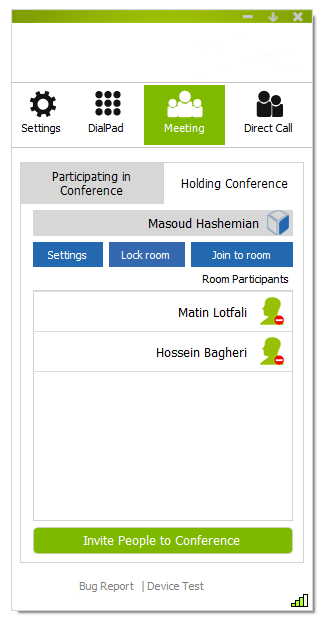 Settings
DialPad
Meeting
Direct Call
Participating in
Conference
Holding Conference
Masoud Hashemian
Settings
Lock room
Join to room
Room Participants
Matin Lotfali
Hossein Bagheri
Invite People to Conference
Bug Report | Device Test